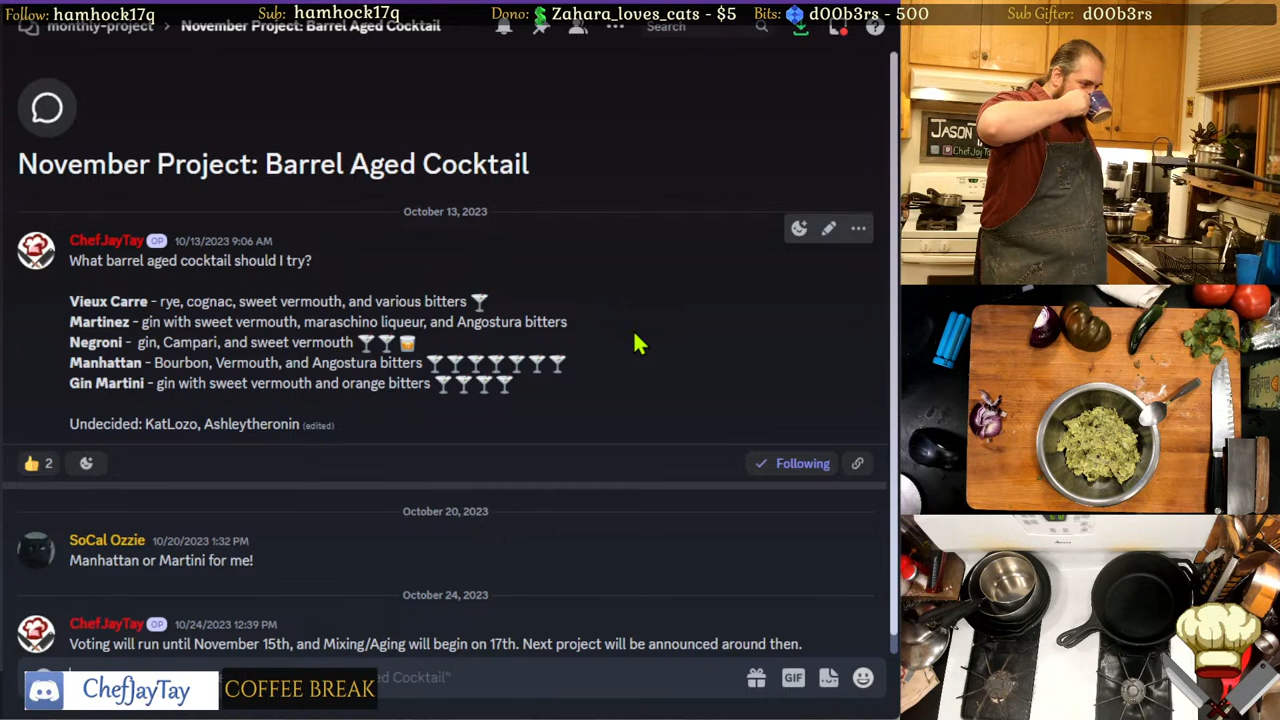 Follow: hamhock17q Sub: hamhock17q Dono: Zahara_loves_cats - $5 Bits: d00b3rs - 500 Sub Gifter: d00b3rs
monthly-project > November Project: Barrel Aged Cocktail Search
JASON
ChefJayTay
November Project: Barrel Aged Cocktail
October 13, 2023
ChefJayTay OP 10/13/2023 9:06 AM
What barrel aged cocktail should I try?
Vieux Carre - rye, cognac, sweet vermouth, and various bitters
Martinez - gin with sweet vermouth, maraschino liqueur, and Angostura bitters
Negroni - gin, Campari, and sweet vermouth
Manhattan - Bourbon, Vermouth, and Angostura bitters
Gin Martini - gin with sweet vermouth and orange bitters
Undecided: KatLozo, Ashleytheronin (edited)
2
Following
October 20, 2023
SoCal Ozzie 10/20/2023 1:32 PM
Manhattan or Martini for me!
October 24, 2023
ChefJayTay OP 10/24/2023 12:39 PM
Voting will run until November 15th, and Mixing/Aging will begin on 17th. Next project will be announced around then.
ed Cocktail" GIF
ChefJayTay COFFEE BREAK